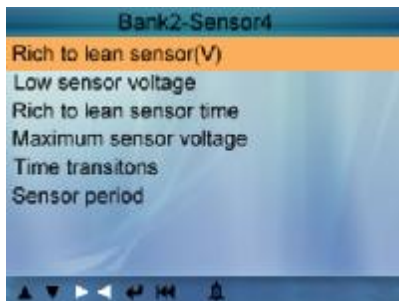 Bank2-Sensor4
Rich to lean sensor(V)
Low sensor voltage
Rich to lean sensor time
Maximum sensor voltage
Time transitons
Sensor period